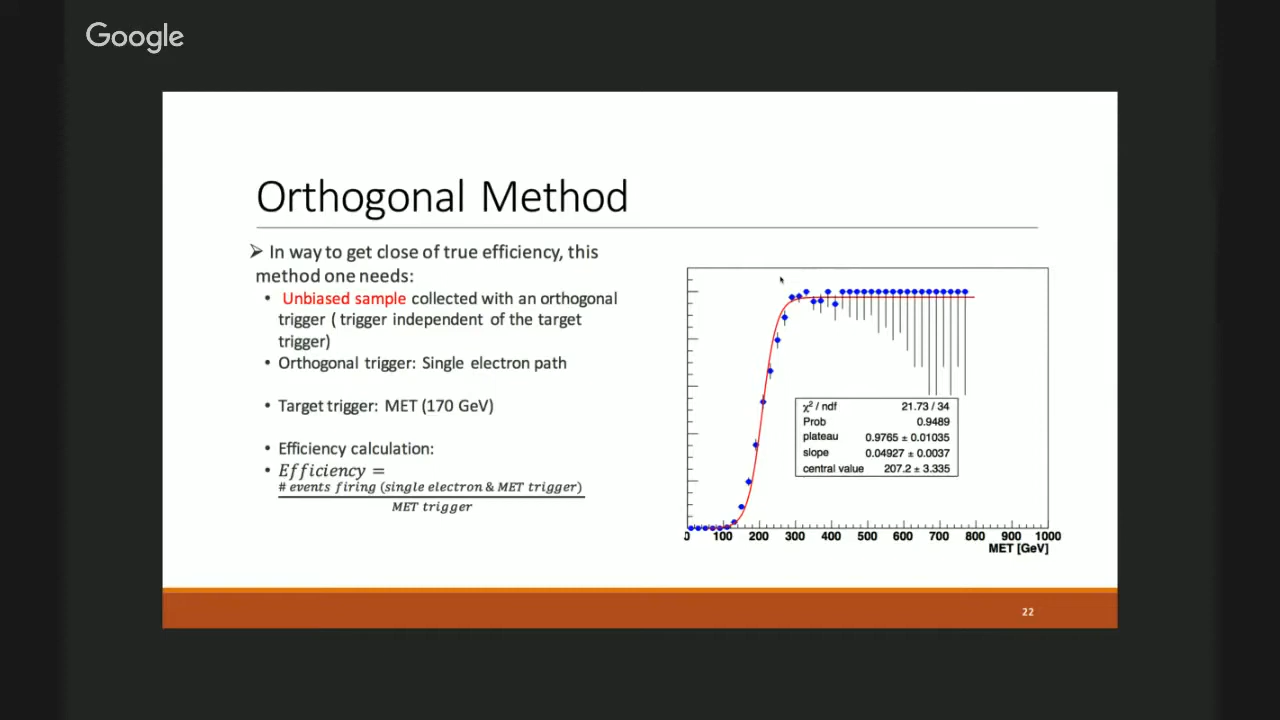 Google
Orthogonal Method
➢ In way to get close of true efficiency, this
method one needs:
• Unbiased sample collected with an orthogonal
trigger ( trigger independent of the target
trigger)
• Orthogonal trigger: Single electron path
• Target trigger: MET (170 GeV)
• Efficiency calculation:
• Efficiency =
# events firing (single electron & MET trigger)
MET trigger
χ² / ndf 21.73 / 34
Prob 0.9489
plateau 0.9765 ± 0.01035
slope 0.04927 ± 0.0037
central value 207.2 ± 3.335
0 100 200 300 400 500 600 700 800 900 1000
MET [GeV]
22